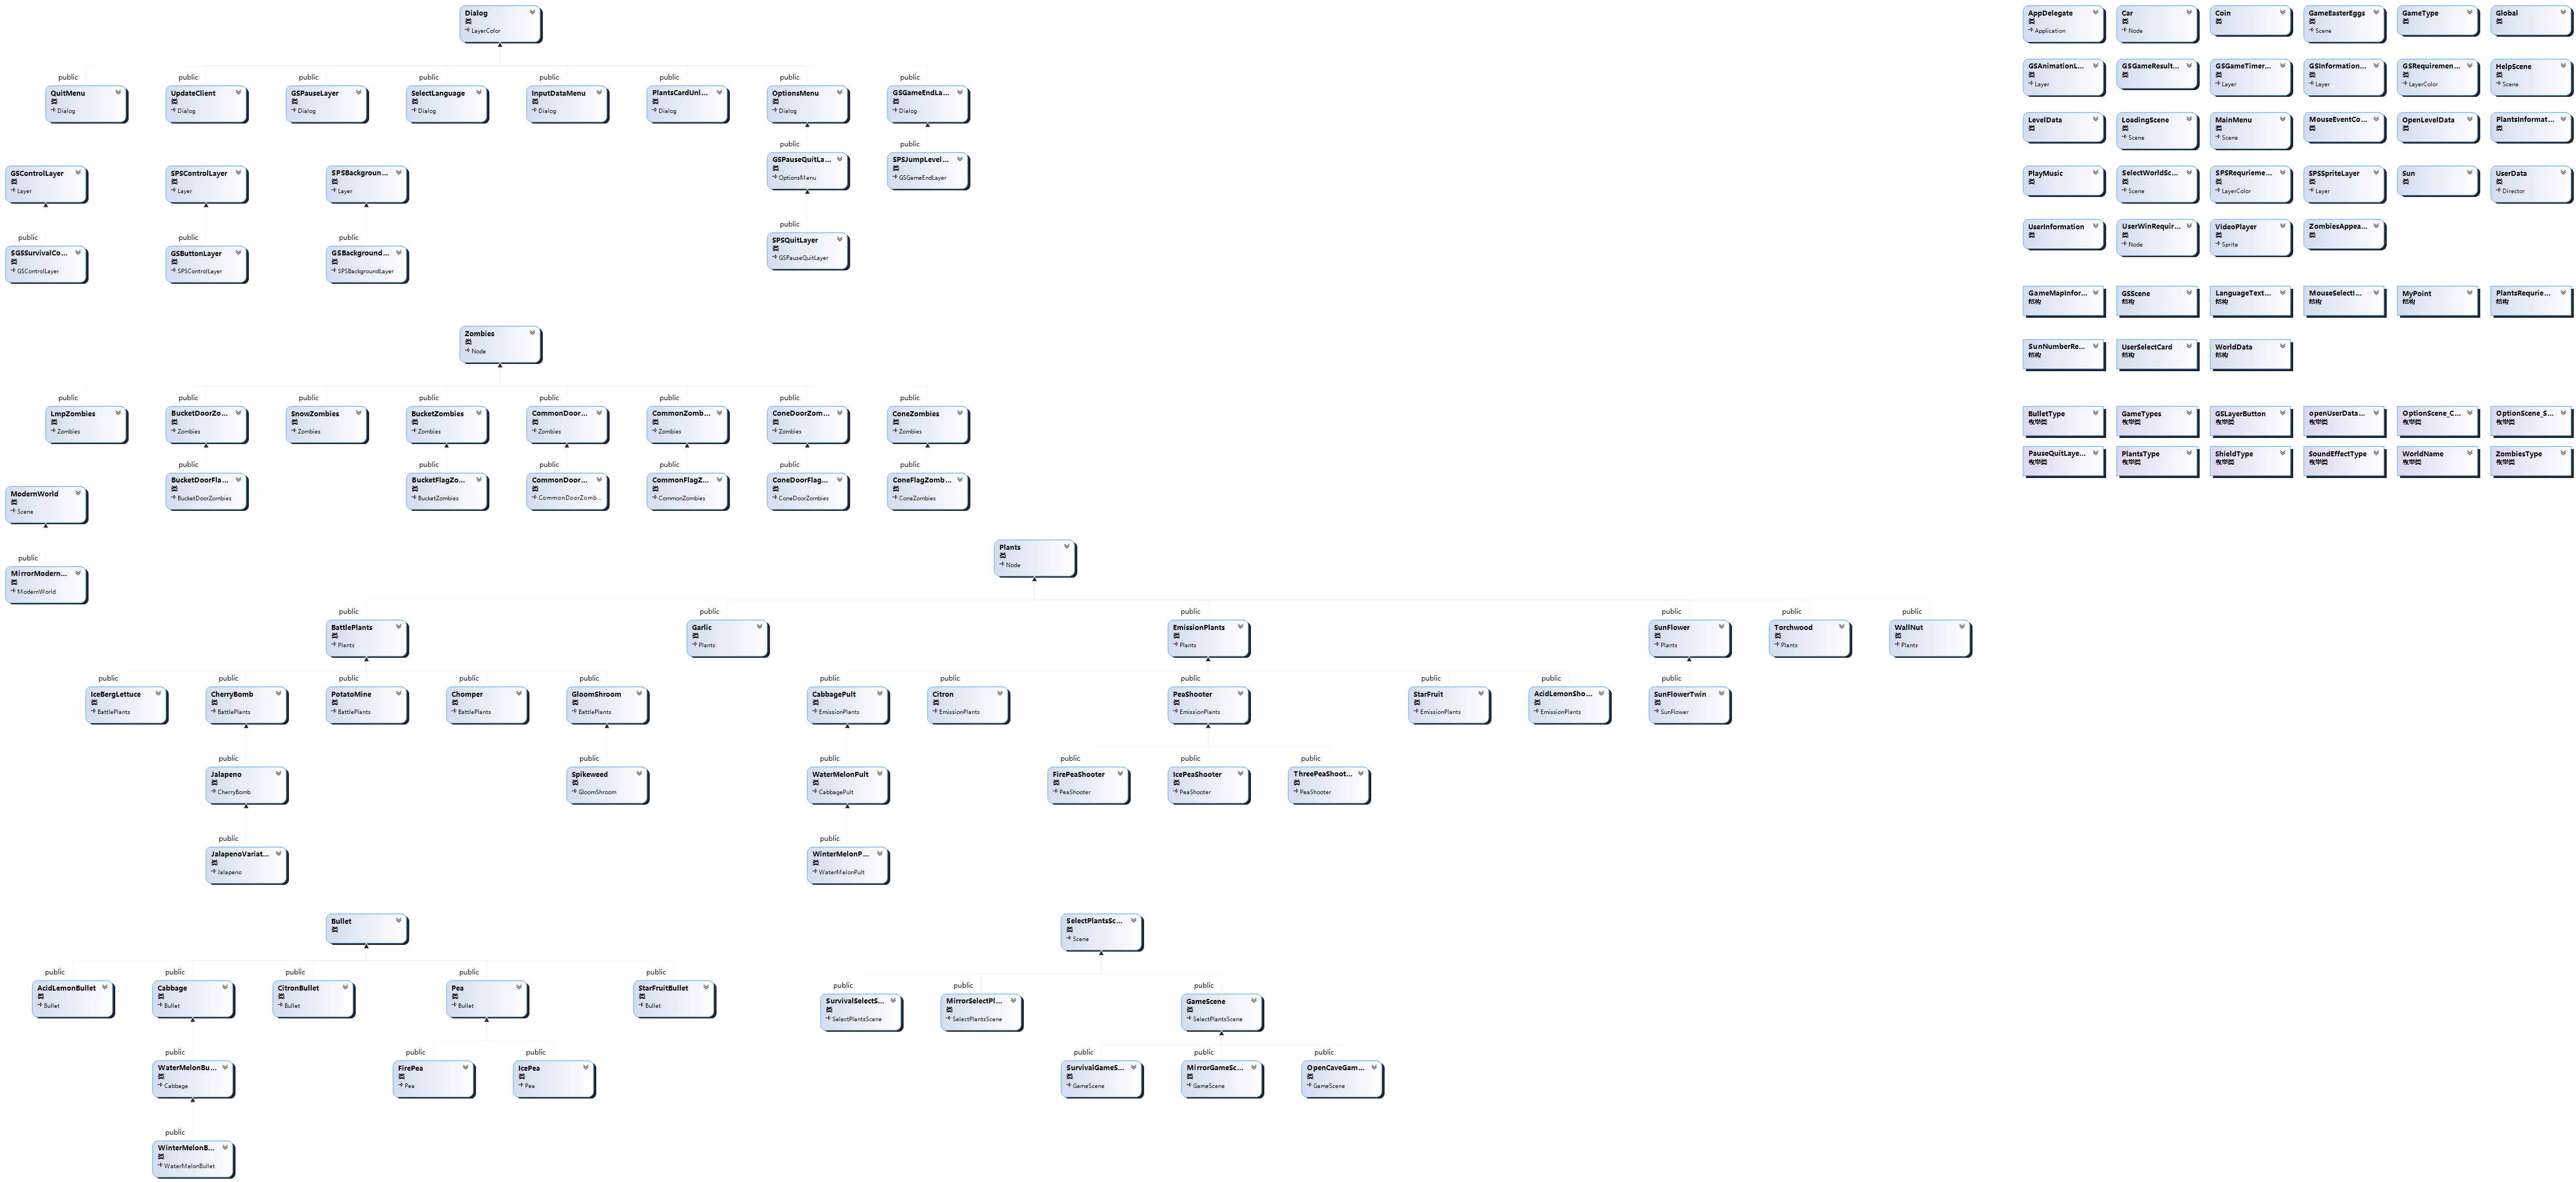 Dialog
类
LayerColor
public
public
public
public
public
public
public
public
QuitMenu
类
Dialog
UpdateClient
类
Dialog
GSPauseLayer
类
Dialog
SelectLanguage
类
Dialog
InputDataMenu
类
Dialog
PlantsCardUnl...
类
Dialog
OptionsMenu
类
Dialog
GSGameEndLa...
类
Dialog
public
GSPauseQuitLa...
类
OptionsMenu
public
SPSJumpLevel...
类
GSGameEndLayer
public
SPSQuitLayer
类
GSPauseQuitLayer
GSControlLayer
类
Layer
public
SGSSurvivalCo...
类
GSControlLayer
SPSControlLayer
类
Layer
public
GSButtonLayer
类
SPSControlLayer
SPSBackgroun...
类
Layer
public
GSBackground...
类
SPSBackgroundLayer
Zombies
类
Node
public
public
public
public
public
public
public
public
LmpZombies
类
Zombies
BucketDoorZo...
类
Zombies
SnowZombies
类
Zombies
BucketZombies
类
Zombies
CommonDoor...
类
Zombies
CommonZomb...
类
Zombies
ConeDoorZom...
类
Zombies
ConeZombies
类
Zombies
public
BucketDoorFla...
类
BucketDoorZombies
public
BucketFlagZo...
类
BucketZombies
public
CommonDoor...
类
CommonDoorZomb...
public
CommonFlagZ...
类
CommonZombies
public
ConeDoorFlag...
类
ConeDoorZombies
public
ConeFlagZomb...
类
ConeZombies
ModernWorld
类
Scene
public
MirrorModern...
类
ModernWorld
Plants
类
Node
public
public
public
public
public
public
BattlePlants
类
Plants
Garlic
类
Plants
EmissionPlants
类
Plants
SunFlower
类
Plants
Torchwood
类
Plants
WallNut
类
Plants
public
public
public
public
public
public
public
public
public
public
public
IceBergLettuce
类
BattlePlants
CherryBomb
类
BattlePlants
PotatoMine
类
BattlePlants
Chomper
类
BattlePlants
GloomShroom
类
BattlePlants
CabbagePult
类
EmissionPlants
Citron
类
EmissionPlants
PeaShooter
类
EmissionPlants
StarFruit
类
EmissionPlants
AcidLemonSho...
类
EmissionPlants
SunFlowerTwin
类
SunFlower
public
Jalapeno
类
CherryBomb
public
Spikeweed
类
GloomShroom
public
WaterMelonPult
类
CabbagePult
public
FirePeaShooter
类
PeaShooter
public
IcePeaShooter
类
PeaShooter
public
ThreePeaShoot...
类
PeaShooter
public
JalapenoVariat...
类
Jalapeno
public
WinterMelonP...
类
WaterMelonPult
Bullet
类
public
public
public
public
public
AcidLemonBullet
类
Bullet
Cabbage
类
Bullet
CitronBullet
类
Bullet
Pea
类
Bullet
StarFruitBullet
类
Bullet
public
WaterMelonBu...
类
Cabbage
public
FirePea
类
Pea
public
IcePea
类
Pea
public
WinterMelonB...
类
WaterMelonBullet
SelectPlantsSc...
类
Scene
public
public
public
SurvivalSelectS...
类
SelectPlantsScene
MirrorSelectPl...
类
SelectPlantsScene
GameScene
类
SelectPlantsScene
public
public
public
SurvivalGameS...
类
GameScene
MirrorGameSc...
类
GameScene
OpenCaveGam...
类
GameScene
AppDelegate
类
Application
Car
类
Node
Coin
类
GameEasterEggs
类
Scene
GameType
类
Global
类
GSAnimationL...
类
Layer
GSGameResult...
类
GSGameTimer...
类
Layer
GSInformation...
类
Layer
GSRequiremen...
类
LayerColor
HelpScene
类
Scene
LevelData
类
LoadingScene
类
Scene
MainMenu
类
Scene
MouseEventCo...
类
OpenLevelData
类
PlantsInformat...
类
PlayMusic
类
SelectWorldSc...
类
Scene
SPSRequrieme...
类
LayerColor
SPSSpriteLayer
类
Layer
Sun
类
UserData
类
Director
UserInformation
类
UserWinRequir...
类
Node
VideoPlayer
类
Sprite
ZombiesAppea...
类
GameMapInfor...
结构
GSScene
结构
LanguageText...
结构
MouseSelectI...
结构
MyPoint
结构
PlantsRequrie...
结构
SunNumberRe...
结构
UserSelectCard
结构
WorldData
结构
BulletType
枚举类
GameTypes
枚举类
GSLayerButton
枚举类
openUserData...
枚举类
OptionScene_C...
枚举类
OptionScene_S...
枚举类
PauseQuitLaye...
枚举类
PlantsType
枚举类
ShieldType
枚举类
SoundEffectType
枚举类
WorldName
枚举类
ZombiesType
枚举类